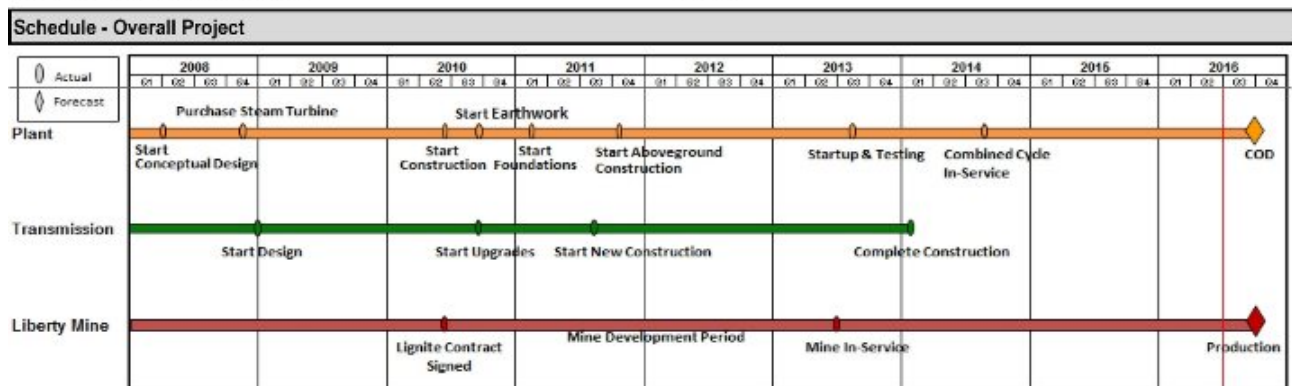 Schedule - Overall Project
Actual
Forecast
2008 2009 2010 2011 2012 2013 2014 2015 2016
Q1 Q2 Q3 Q4 Q1 Q2 Q3 Q4 Q1 Q2 Q3 Q4 Q1 Q2 Q3 Q4 Q1 Q2 Q3 Q4 Q1 Q2 Q3 Q4 Q1 Q2 Q3 Q4 Q1 Q2 Q3 Q4 Q1 Q2 Q3 Q4
Purchase Steam Turbine
Start Earthwork
Plant
Start
Conceptual Design
Start
Construction
Start
Foundations
Start Aboveground
Construction
Startup & Testing
Combined Cycle
In-Service
COD
Transmission
Start Design
Start Upgrades
Start New Construction
Complete Construction
Liberty Mine
Lignite Contract
Signed
Mine Development Period
Mine In-Service
Production